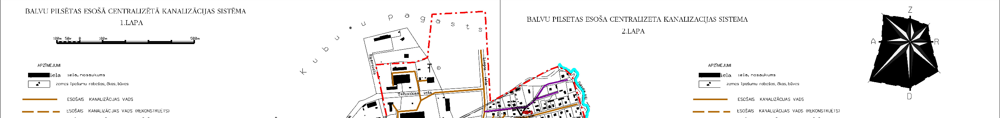 BALVU PILSĒTAS ESOŠĀ CENTRALIZĒTĀ KANALIZĀCIJAS SISTĒMA
1.LAPA
100m 50m 0 100m 500m
APZĪMĒJUMI
iela iela, nosaukums
zemes īpašumu robežas, ēkas, būves
ESOŠAIS KANALIZĀCIJAS VADS
ESOŠAIS KANALIZĀCIJAS VADS (REKONSTRUĒTS)
Kubu*u pagasts
Šķērsiela
T
Liepu iela
Tehnikas iela
BALVU PILSETAS ESOŠA CENTRALIZETA KANALIZACIJAS SISTEMA
2.LAPA
APZĪMĒJUMI
iela iela, nosaukums
zemes īpašumu robežas, ēkas, būves
ESOŠAIS KANALIZĀCIJAS VADS
ESOŠAIS KANALIZĀCIJAS VADS (REKONSTRUĒTS)
Z
A R
D